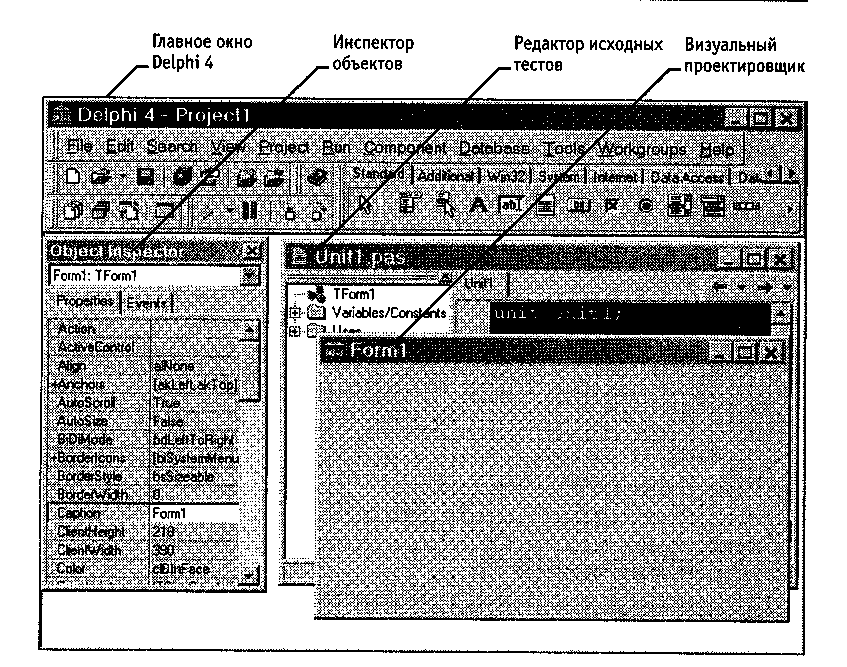 Главное окно
Delphi 4
Инспектор
объектов
Редактор исходных
тестов
Визуальный
проектировщик
Delphi 4 - Project1
File Edit Search View Project Run Component Database Tools Workgroups Help
Standard Additional Win32 System Internet Data Access
Object Inspector
Form1: TForm1
Properties Events
Action
ActiveControl
Align alNone
+Anchors [akLeft,akTop]
AutoScroll True
AutoSize False
BiDiMode bdLeftToRight
+BorderIcons [biSystemMenu
BorderStyle bsSizeable
BorderWidth 0
Caption Form1
ClientHeight 218
ClientWidth 390
Color clBtnFace
Unit1.pas
Unit1
TForm1
Variables/Constants
Uses
unit Unit1;
Form1